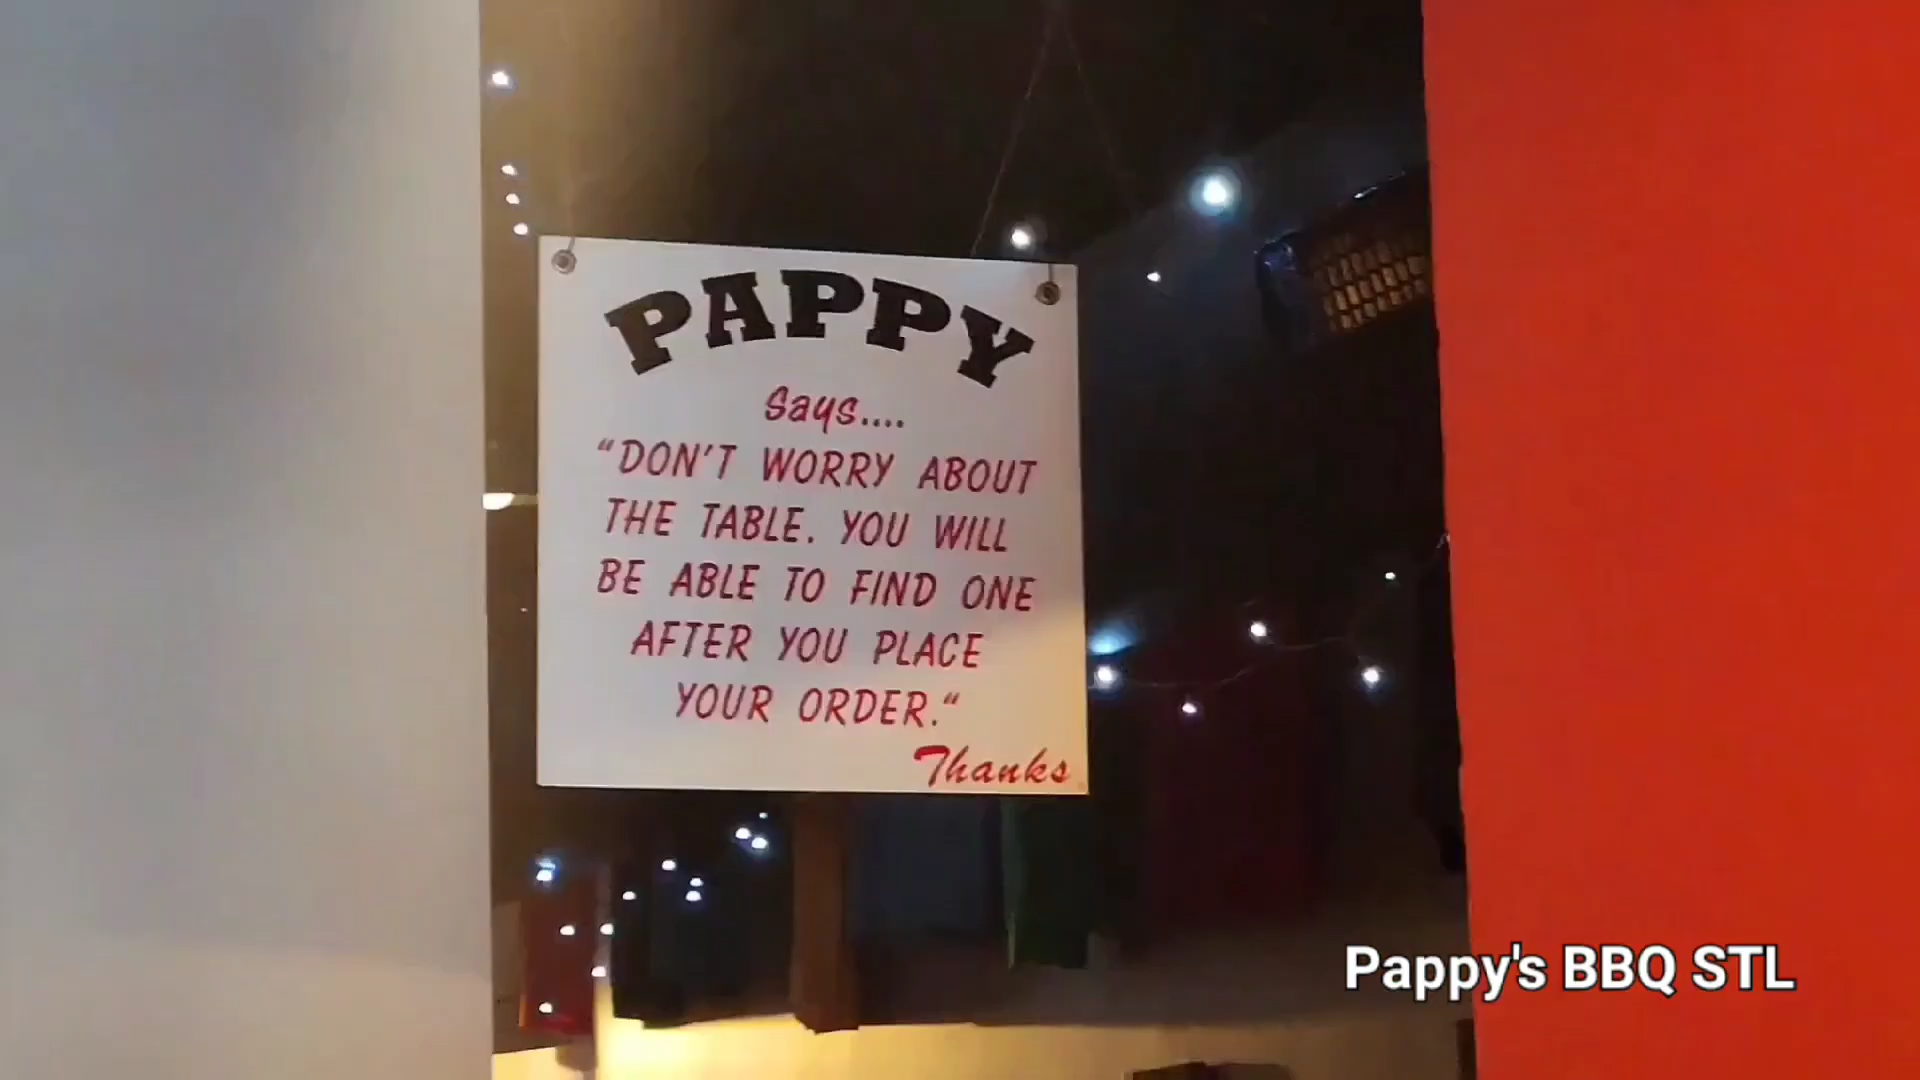 PAPPY
Says....
“DON'T WORRY ABOUT
THE TABLE. YOU WILL
BE ABLE TO FIND ONE
AFTER YOU PLACE
YOUR ORDER.“
Thanks
Pappy's BBQ STL